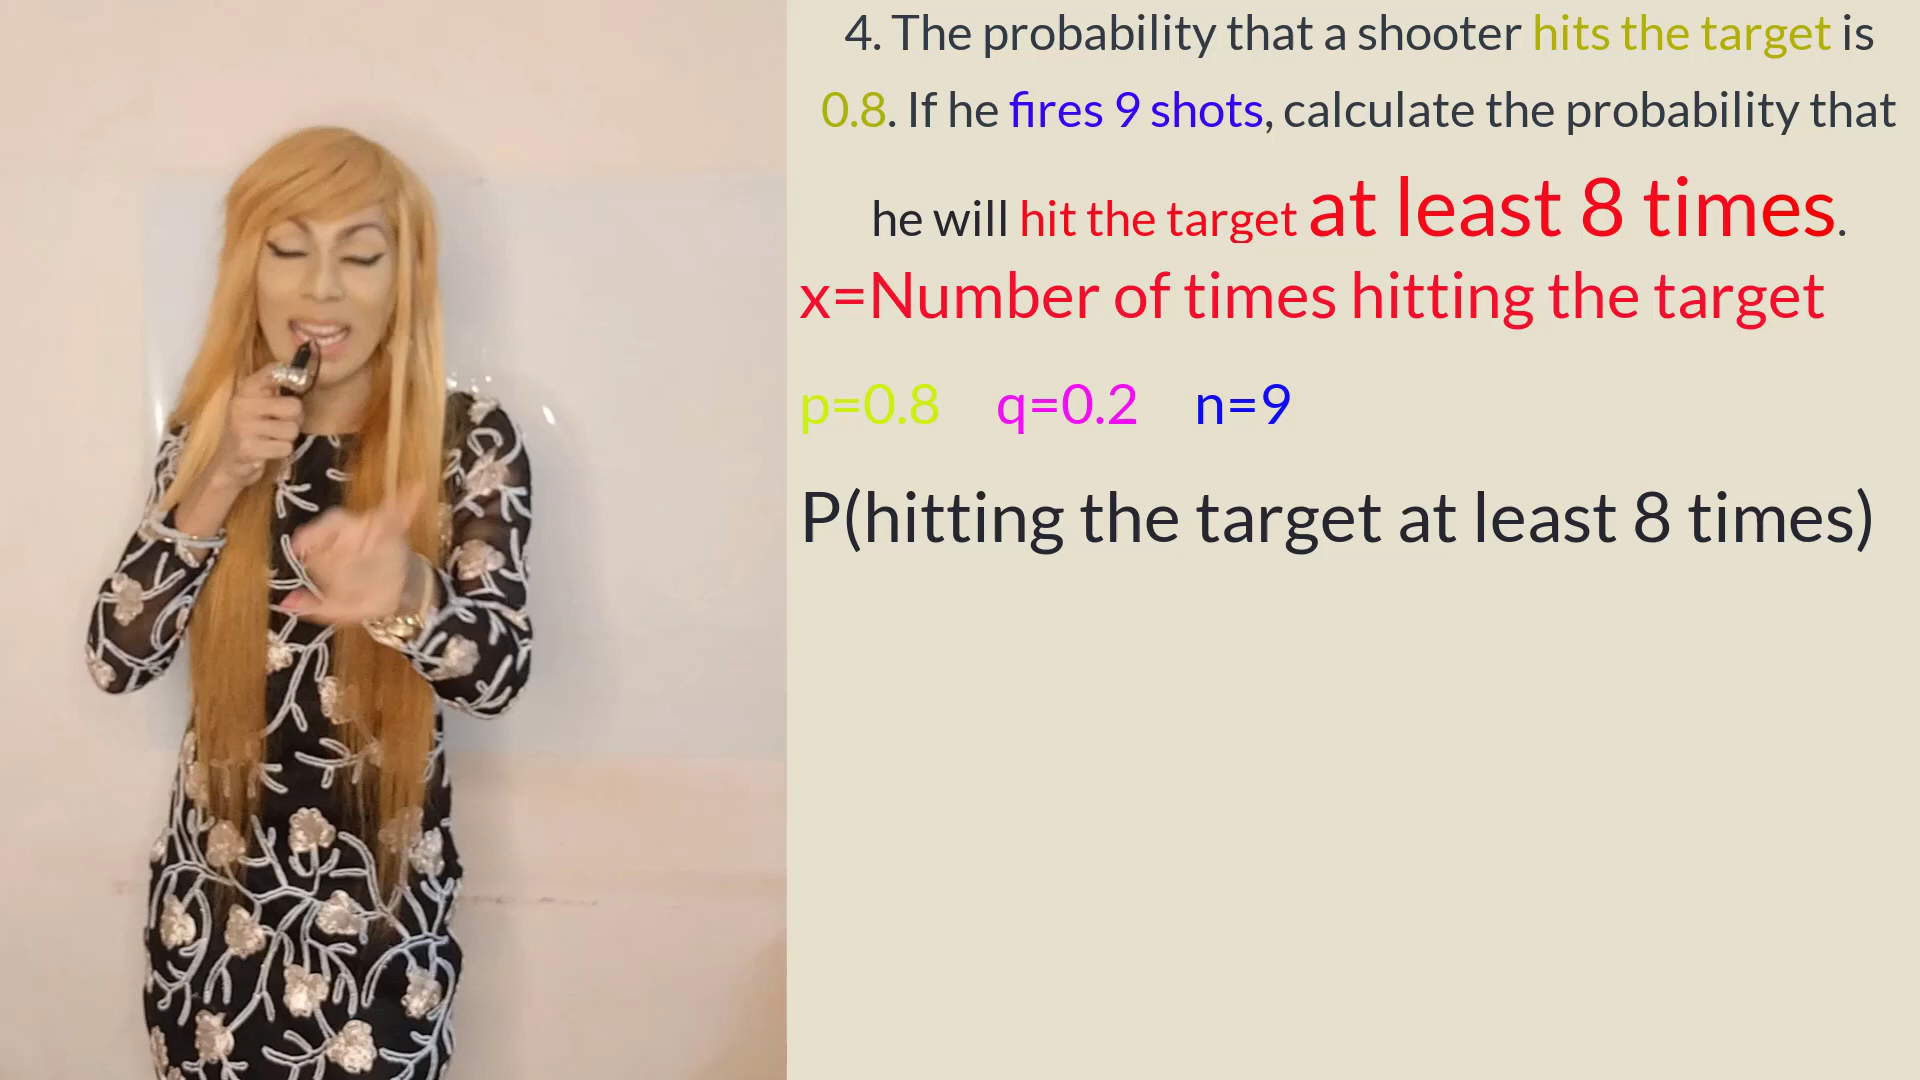 4. The probability that a shooter hits the target is
0.8. If he fires 9 shots, calculate the probability that
he will hit the target at least 8 times.
x=Number of times hitting the target
p=0.8 q=0.2 n=9
P(hitting the target at least 8 times)